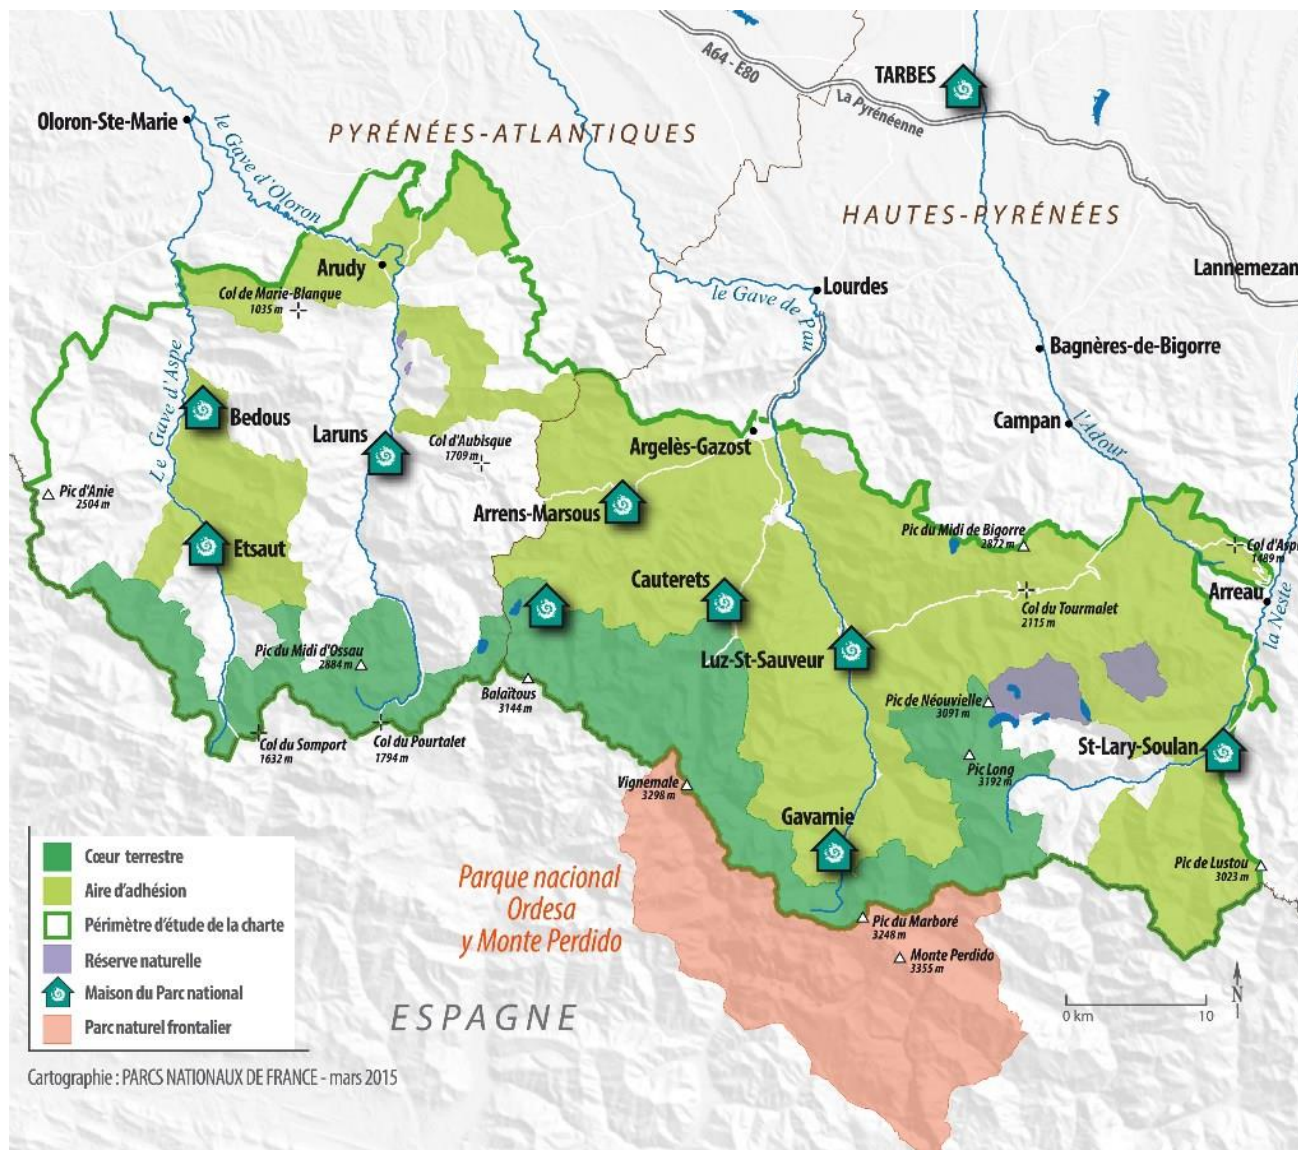 A64 - E80
TARBES
La Pyrénéenne
Oloron-Ste-Marie
le Gave d'Oloron
PYRÉNÉES-ATLANTIQUES
HAUTES-PYRÉNÉES
Arudy
Lannemezan
Col de Marie-Blanque
1035 m
le Gave de Pau
Lourdes
Bagnères-de-Bigorre
Le Gave d'Aspe
Bedous
Laruns
Col d'Aubisque
1709 m
Argelès-Gazost
Campan
l'Adour
Pic d'Anie
2504 m
Arrens-Marsous
Pic du Midi de Bigorre
2872 m
Col d'Aspin
1489 m
Etsaut
Cauterets
Col du Tourmalet
2115 m
Arreau
la Neste
Pic du Midi d'Ossau
2884 m
Luz-St-Sauveur
Balaïtous
3144 m
Pic de Néouvielle
3091 m
Col du Somport
1632 m
Col du Pourtalet
1794 m
St-Lary-Soulan
Pic Long
3192 m
Vignemale
3298 m
Gavarnie
Pic de Lustou
3023 m
Parque nacional
Ordesa
y Monte Perdido
Pic du Marboré
3248 m
Monte Perdido
3355 m
ESPAGNE
N
0 km 10
Cœur terrestre
Aire d'adhésion
Périmètre d'étude de la charte
Réserve naturelle
Maison du Parc national
Parc naturel frontalier
Cartographie : PARCS NATIONAUX DE FRANCE - mars 2015